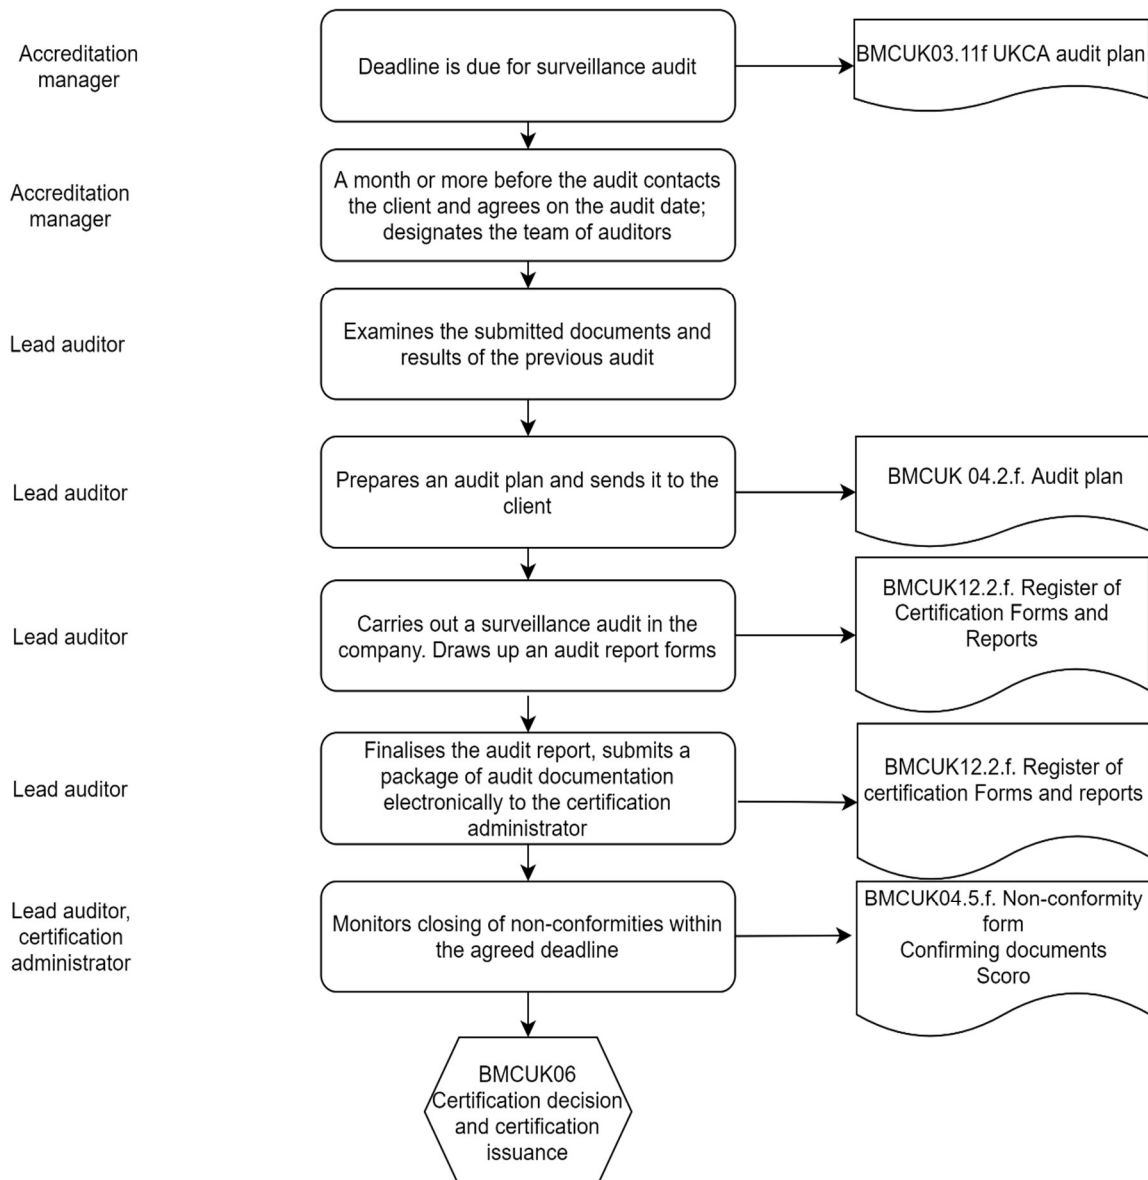 Accreditation
manager
Deadline is due for surveillance audit
BMCUK03.11f UKCA audit plan
Accreditation
manager
A month or more before the audit contacts
the client and agrees on the audit date;
designates the team of auditors
Lead auditor
Examines the submitted documents and
results of the previous audit
Lead auditor
Prepares an audit plan and sends it to the
client
BMCUK 04.2.f. Audit plan
Lead auditor
Carries out a surveillance audit in the
company. Draws up an audit report forms
BMCUK12.2.f. Register of
Certification Forms and
Reports
Lead auditor
Finalises the audit report, submits a
package of audit documentation
electronically to the certification
administrator
BMCUK12.2.f. Register of
certification Forms and reports
Lead auditor,
certification
administrator
Monitors closing of non-conformities within
the agreed deadline
BMCUK04.5.f. Non-conformity
form
Confirming documents
Scoro
BMCUK06
Certification decision
and certification
issuance